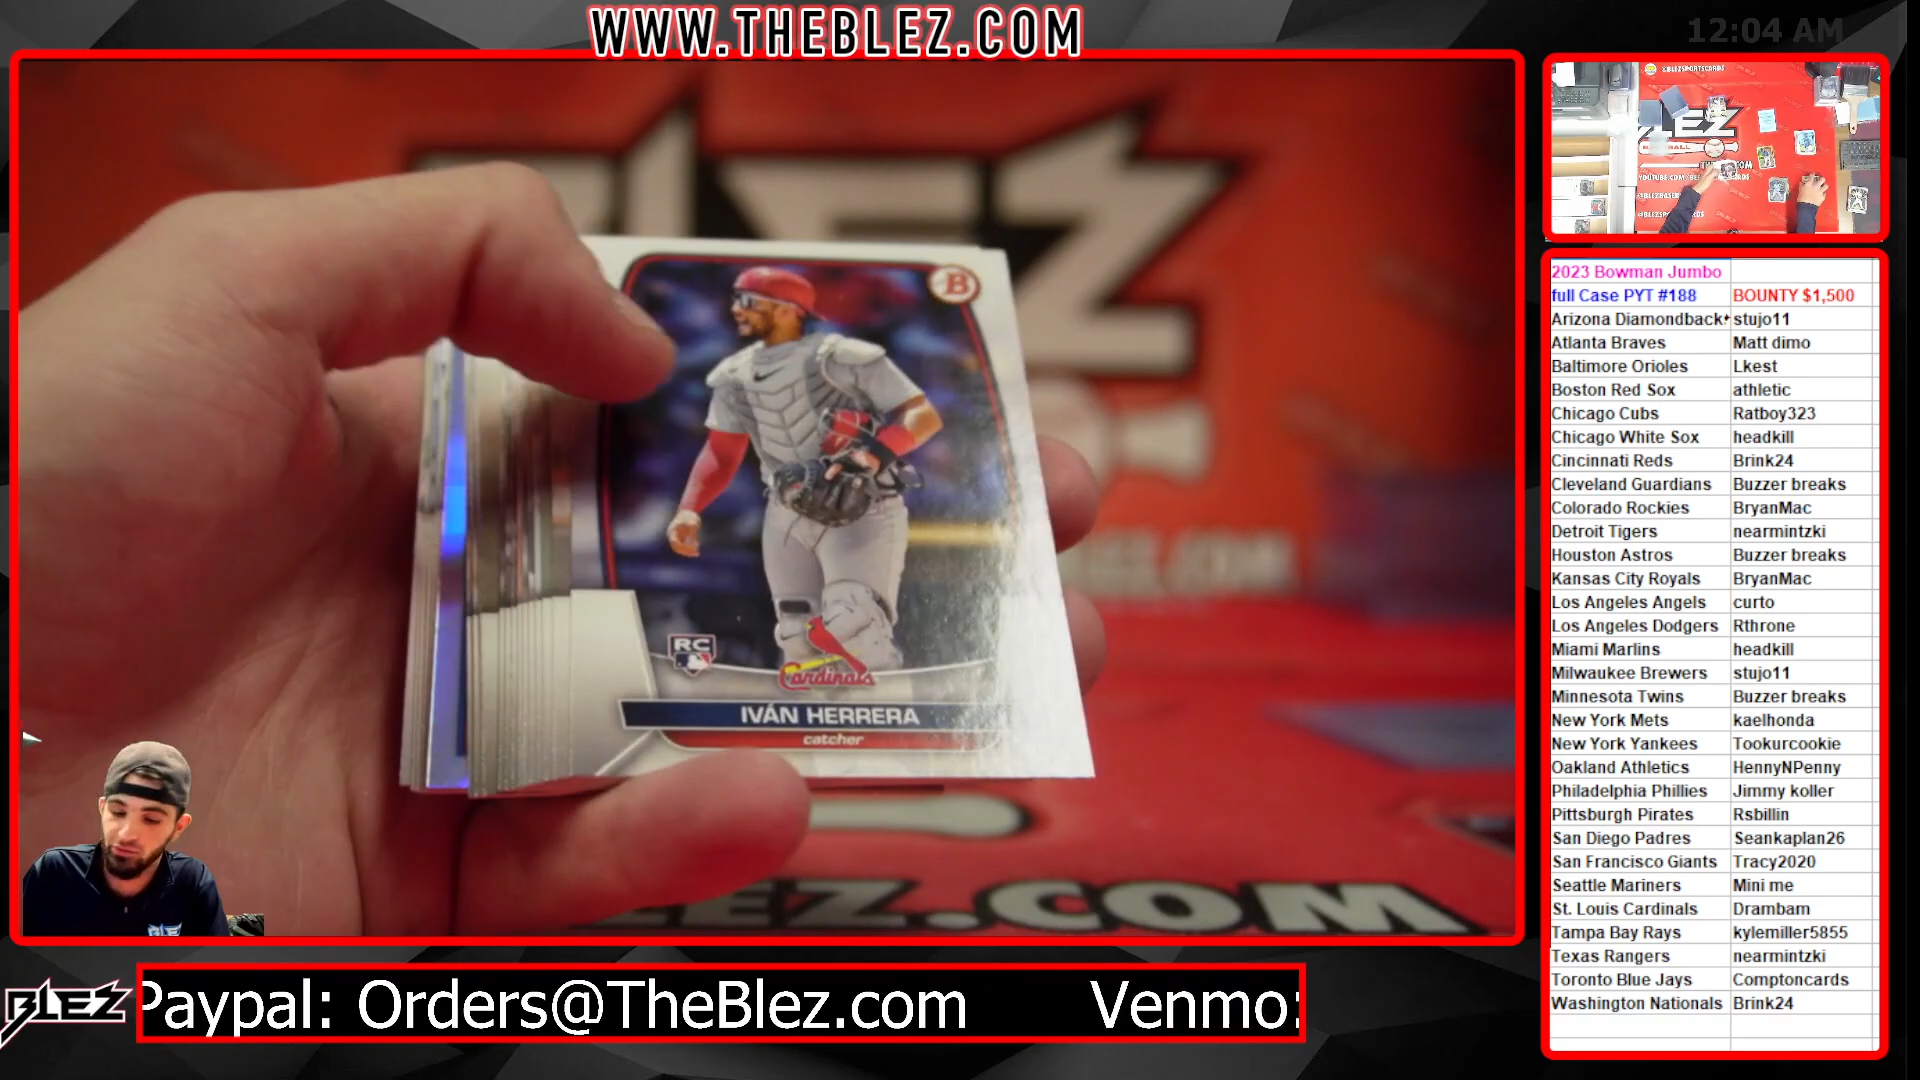 WWW.THEBLEZ.COM
12:04 AM
BLEZ
B
RC
Cardinals
IVÁN HERRERA
catcher
EZ.COM
@BLEZSPORTSCARDS
LEZ
BASEBALL
2023 Bowman Jumbo
full Case PYT #188 BOUNTY $1,500
Arizona Diamondbacks stujo11
Atlanta Braves Matt dimo
Baltimore Orioles Lkest
Boston Red Sox athletic
Chicago Cubs Ratboy323
Chicago White Sox headkill
Cincinnati Reds Brink24
Cleveland Guardians Buzzer breaks
Colorado Rockies BryanMac
Detroit Tigers nearmintzki
Houston Astros Buzzer breaks
Kansas City Royals BryanMac
Los Angeles Angels curto
Los Angeles Dodgers Rthrone
Miami Marlins headkill
Milwaukee Brewers stujo11
Minnesota Twins Buzzer breaks
New York Mets kaelhonda
New York Yankees Tookurcookie
Oakland Athletics HennyNPenny
Philadelphia Phillies Jimmy koller
Pittsburgh Pirates Rsbillin
San Diego Padres Seankaplan26
San Francisco Giants Tracy2020
Seattle Mariners Mini me
St. Louis Cardinals Drambam
Tampa Bay Rays kylemiller5855
Texas Rangers nearmintzki
Toronto Blue Jays Comptoncards
Washington Nationals Brink24
BLEZ
Paypal: Orders@TheBlez.com Venmo: